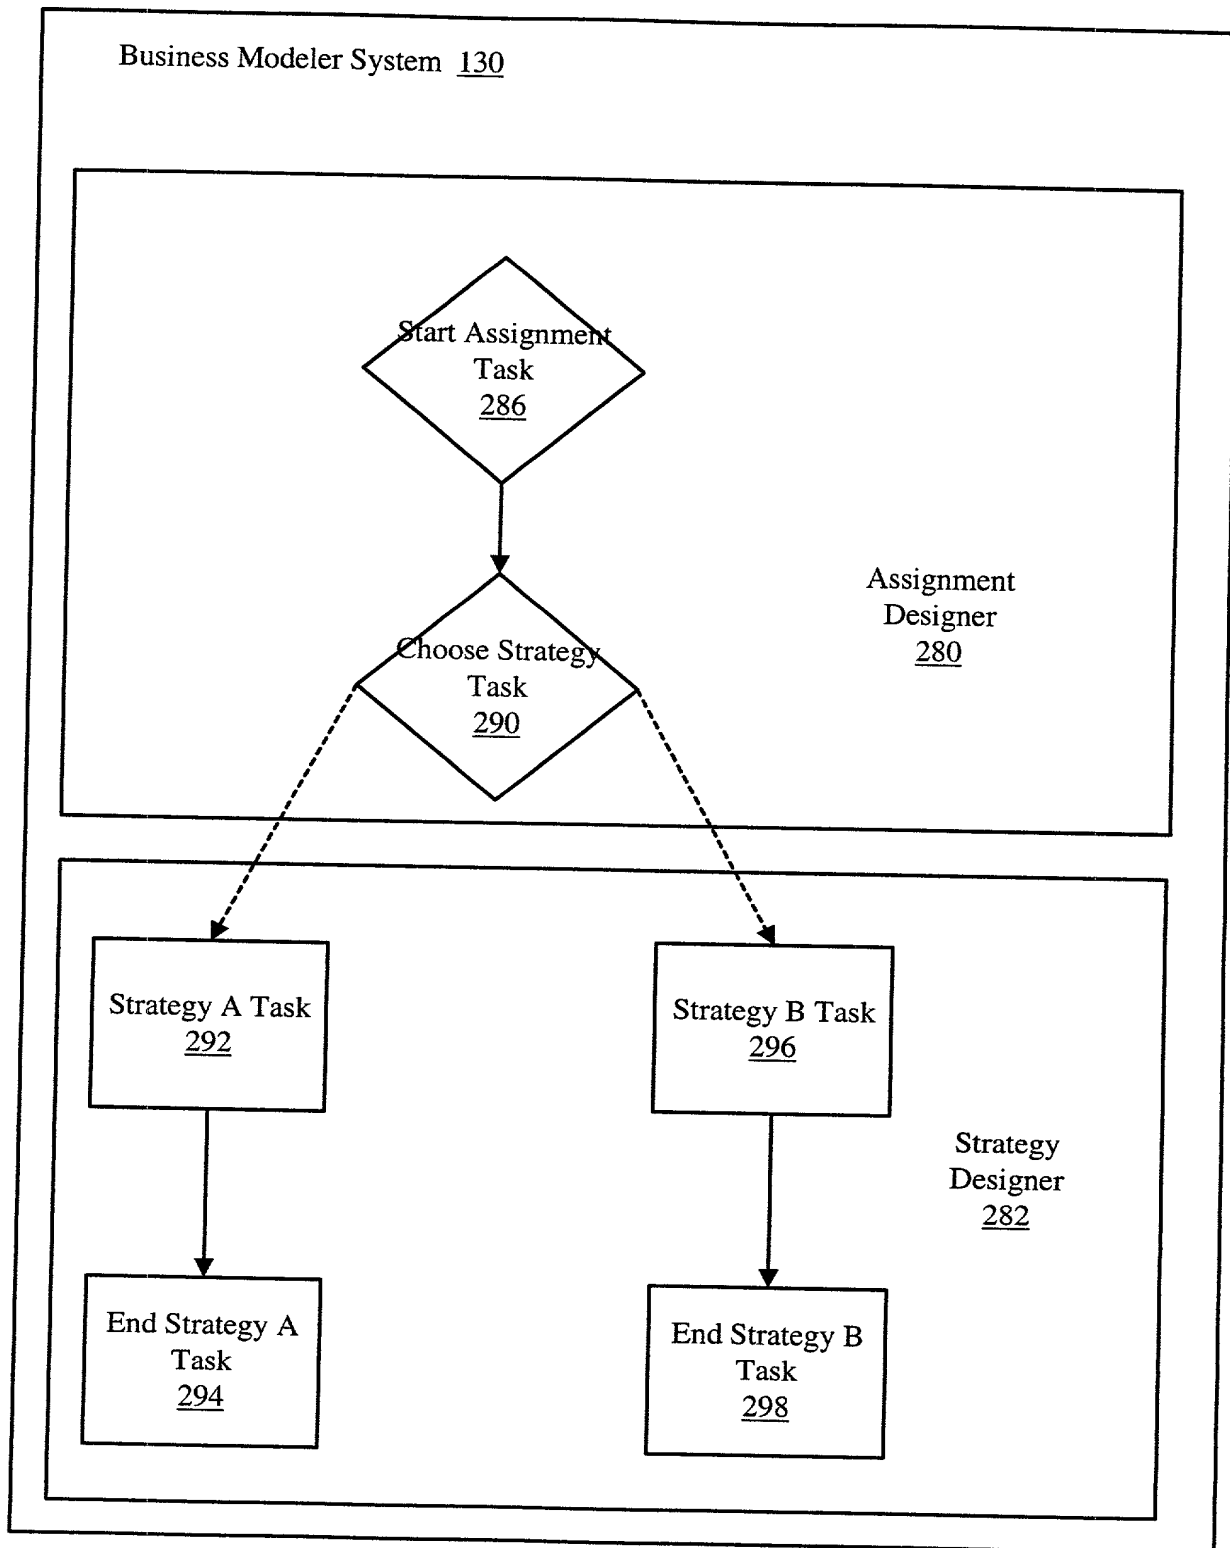 Business Modeler System 130
Start Assignment
Task
286
Assignment
Designer
280
Choose Strategy
Task
290
Strategy A Task
292
Strategy B Task
296
Strategy
Designer
282
End Strategy A
Task
294
End Strategy B
Task
298